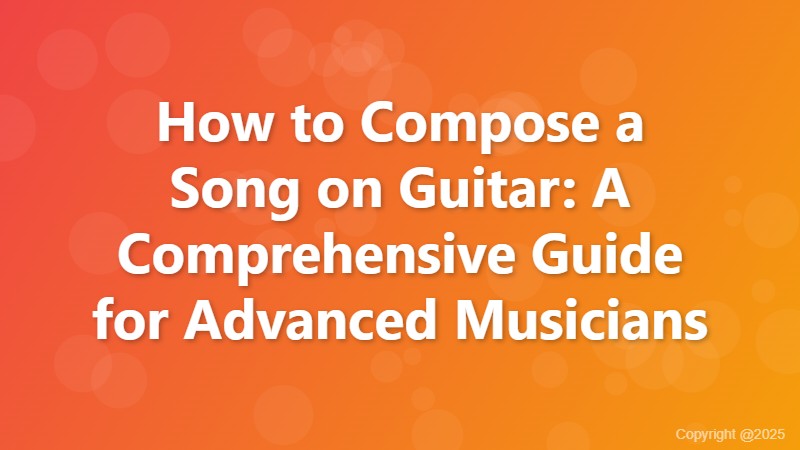 How to Compose a
Song on Guitar: A
Comprehensive Guide
for Advanced Musicians
Copyright @2025